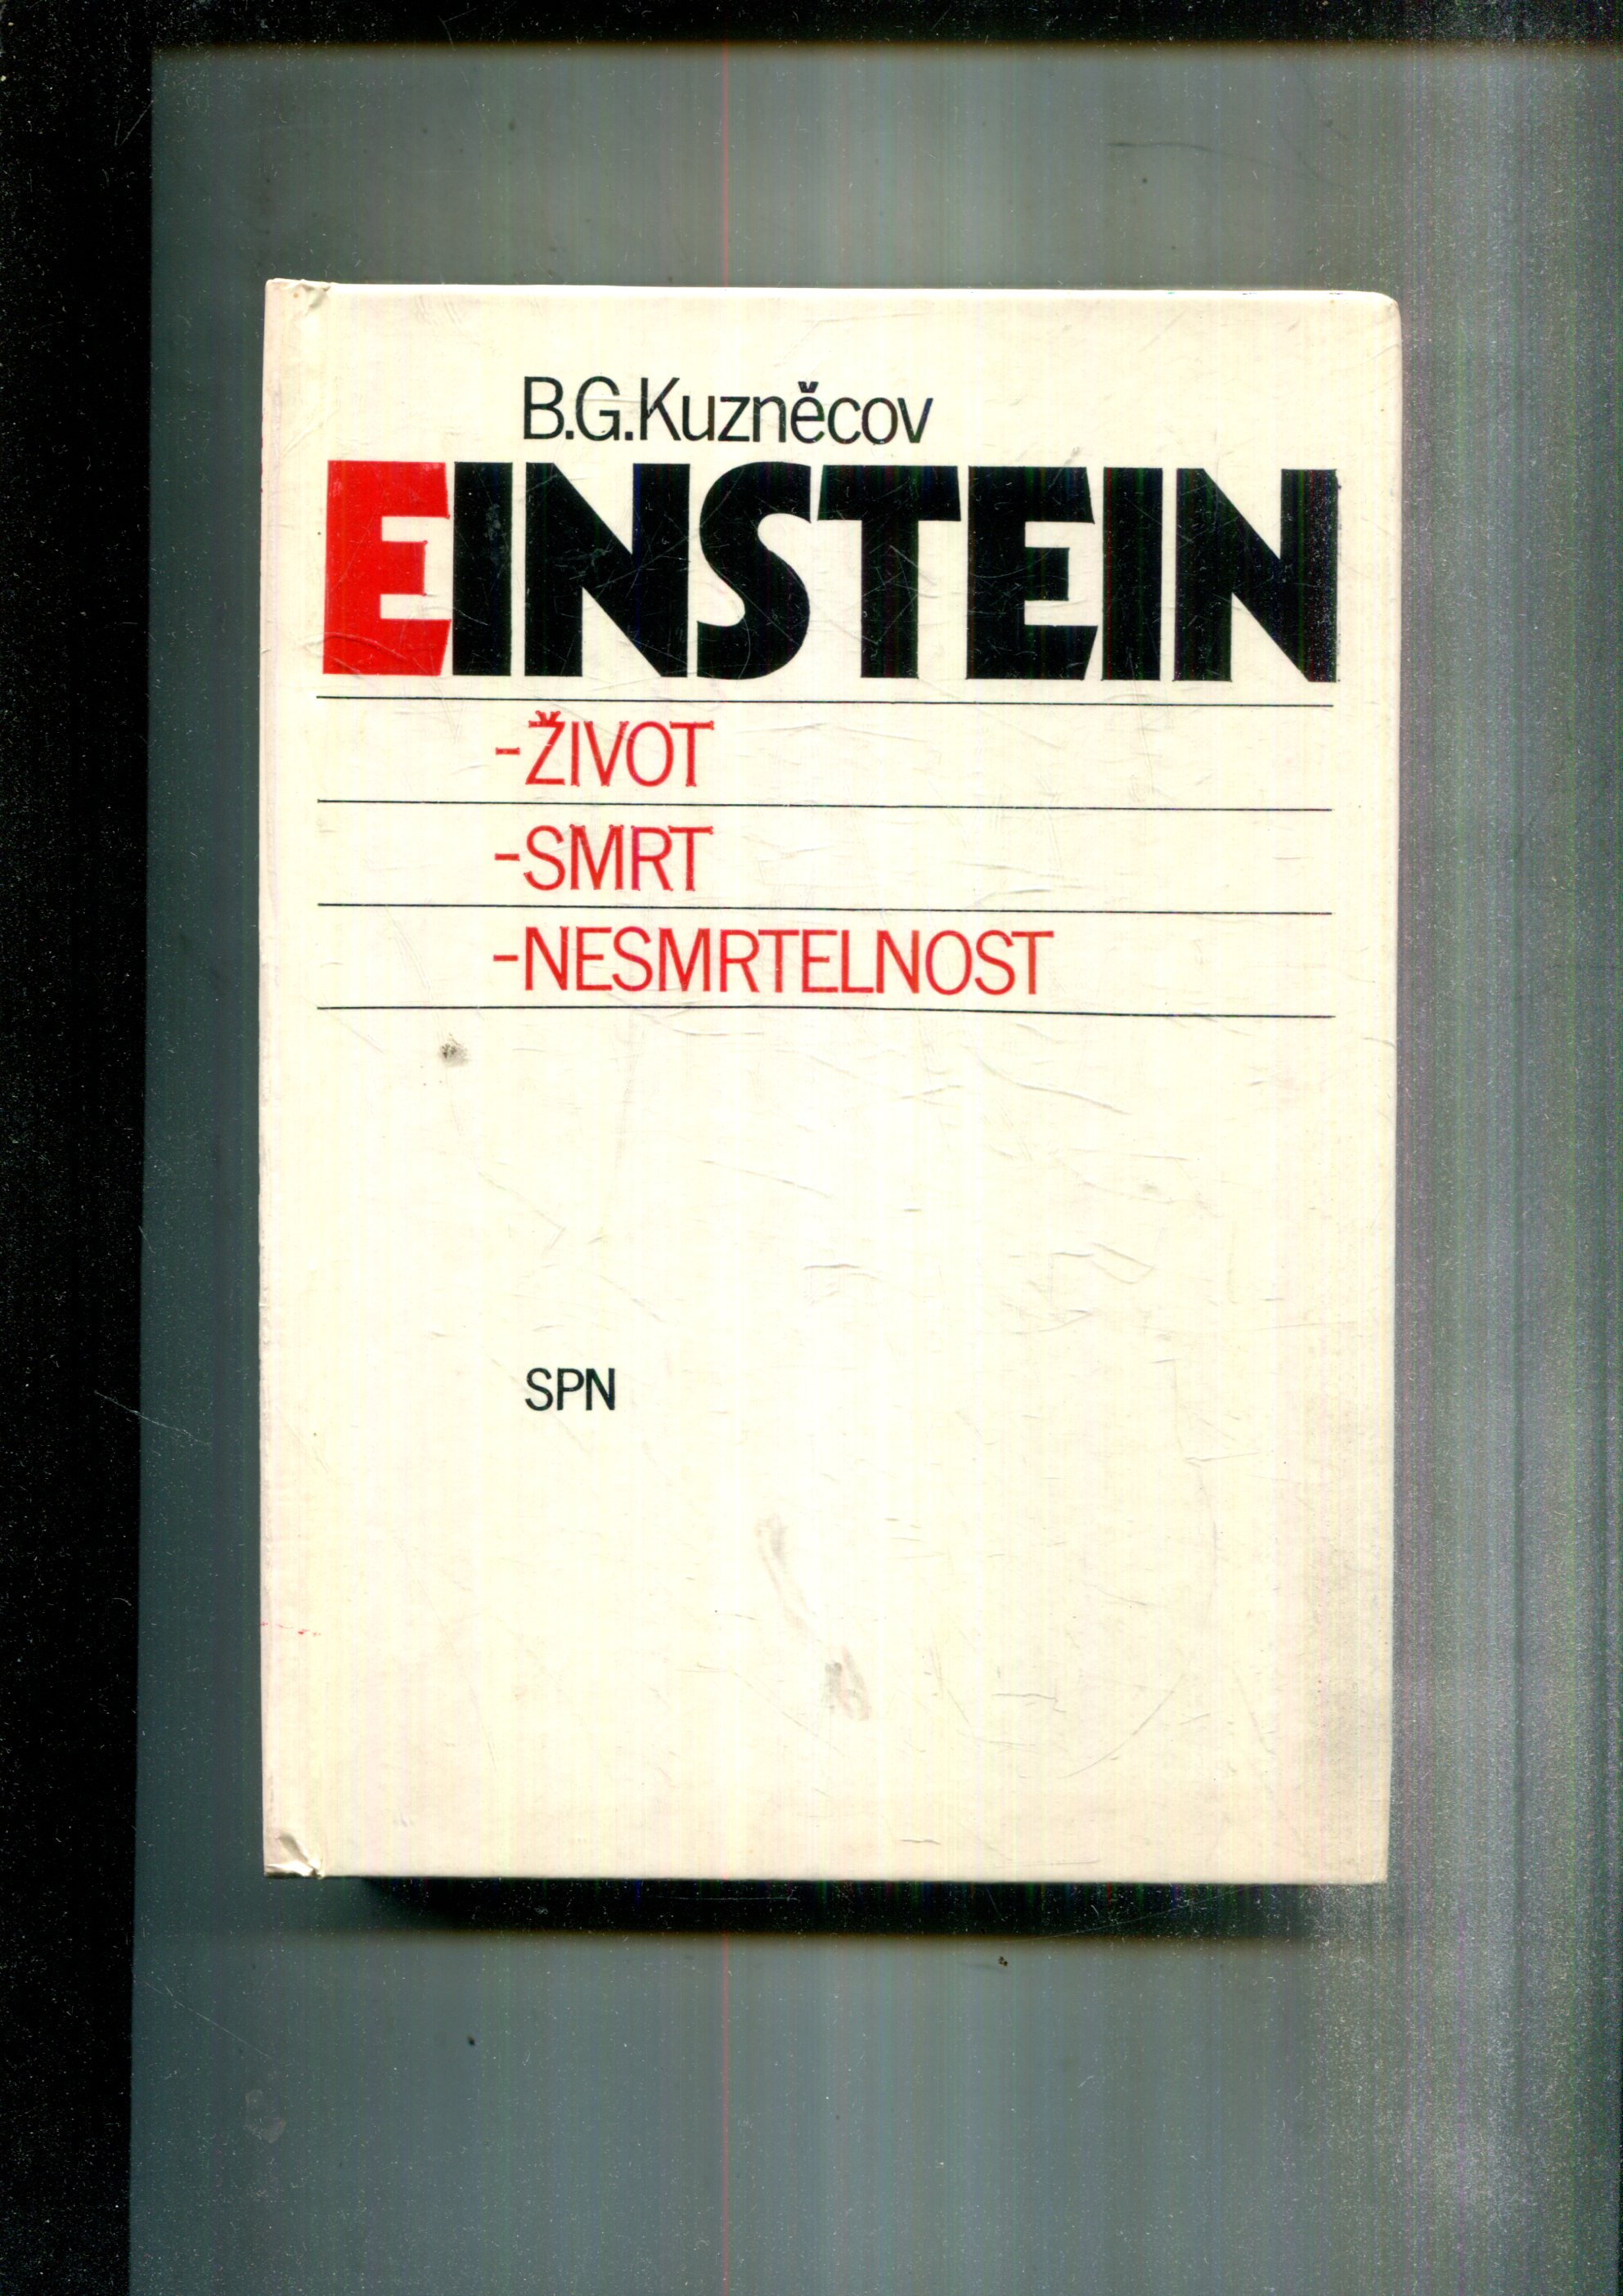 B.G.Kuzněcov
EINSTEIN
-ŽIVOT
-SMRT
-NESMRTELNOST
SPN